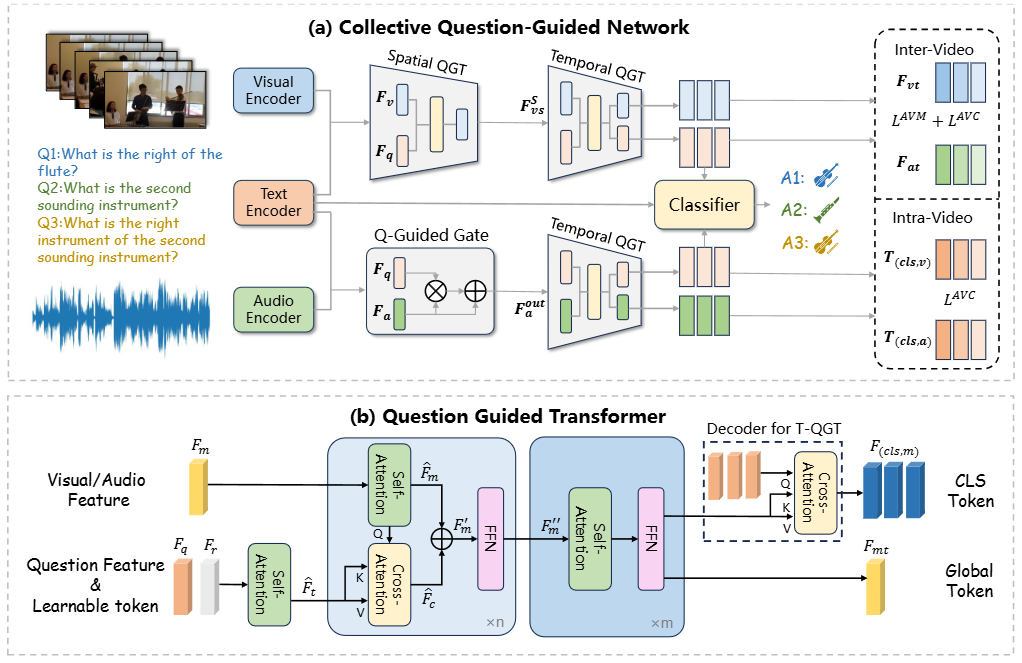 (a) Collective Question-Guided Network
Q1:What is the right of the
flute?
Q2:What is the second
sounding instrument?
Q3:What is the right
instrument of the second
sounding instrument?
Visual
Encoder
Text
Encoder
Audio
Encoder
Spatial QGT
F_v
F_q
F_{vs}^{S}
Temporal QGT
Q-Guided Gate
F_q
F_a
F_a^{out}
Temporal QGT
Classifier
A1:
A2:
A3:
Inter-Video
F_{vt}
L^{AVM} + L^{AVC}
F_{at}
Intra-Video
T_{(cls,v)}
L^{AVC}
T_{(cls,a)}
(b) Question Guided Transformer
Visual/Audio
Feature
F_m
Question Feature
&
Learnable token
F_q
F_r
Self-
Attention
F̂_t
Self-
Attention
F̂_m
Q
K
V
Cross-
Attention
F̂_c
F'_m
FFN
×n
F''_m
Self-
Attention
FFN
×m
Decoder for T-QGT
Q
K
V
Cross-
Attention
F_{(cls,m)}
CLS
Token
F_{mt}
Global
Token